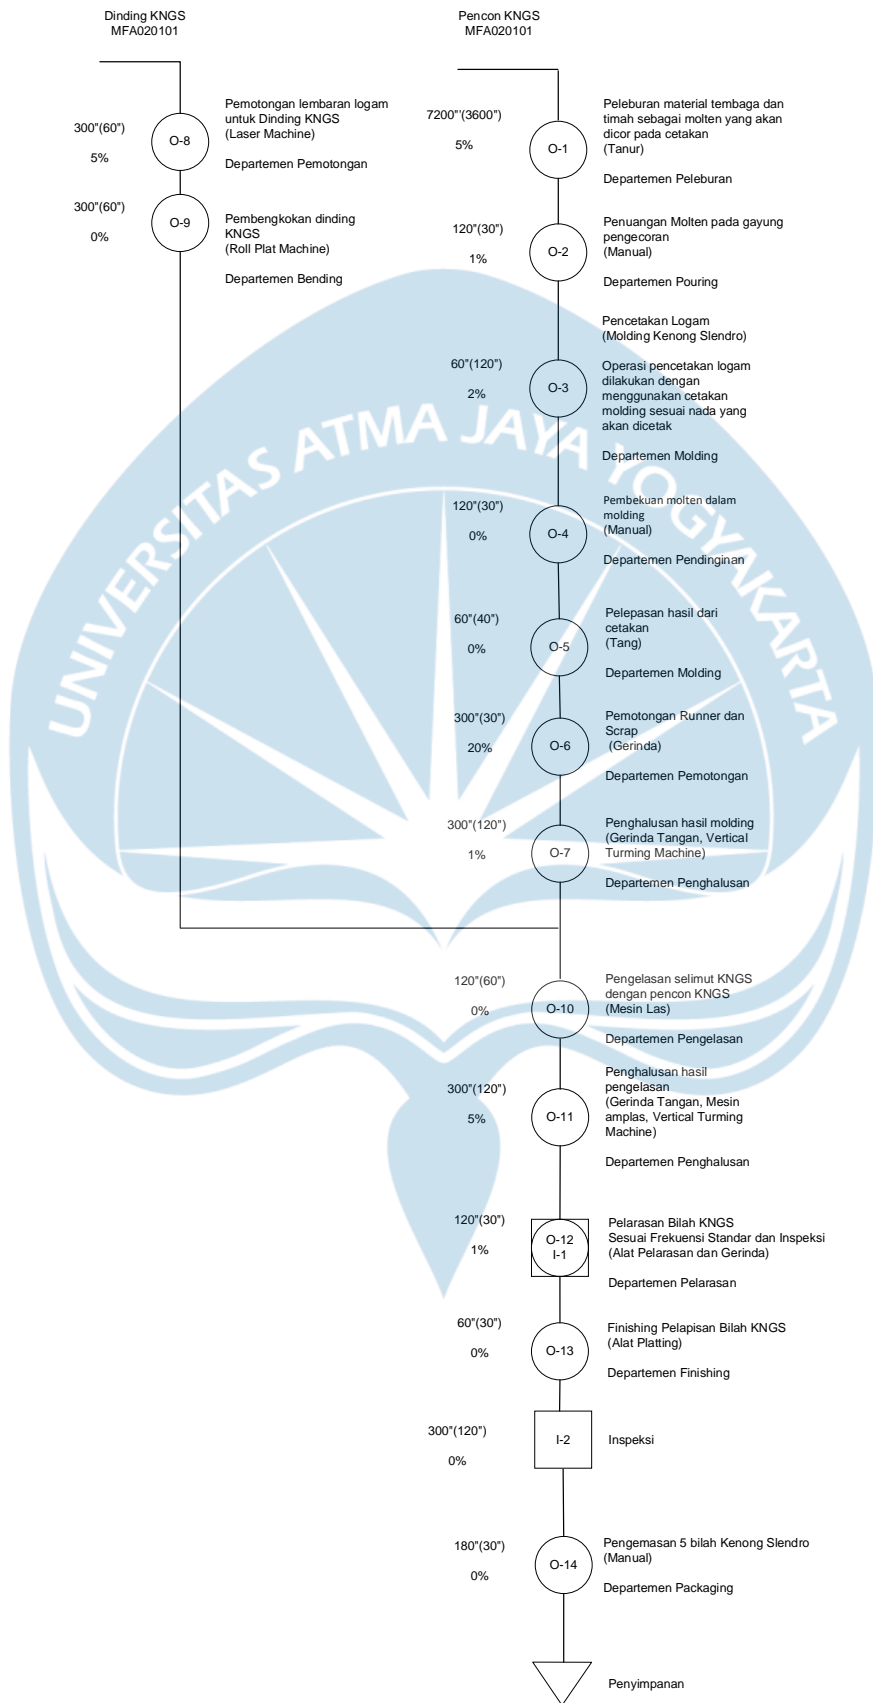 Dinding KNGS
MFA020101
Pencon KNGS
MFA020101
300"(60")
5%
O-8
Pemotongan lembaran logam
untuk Dinding KNGS
(Laser Machine)
Departemen Pemotongan
300"(60")
0%
O-9
Pembengkokan dinding
KNGS
(Roll Plat Machine)
Departemen Bending
7200"'(3600")
5%
O-1
Peleburan material tembaga dan
timah sebagai molten yang akan
dicor pada cetakan
(Tanur)
Departemen Peleburan
120"(30")
1%
O-2
Penuangan Molten pada gayung
pengecoran
(Manual)
Departemen Pouring
60"(120")
2%
O-3
Pencetakan Logam
(Molding Kenong Slendro)
Operasi pencetakan logam
dilakukan dengan
menggunakan cetakan
molding sesuai nada yang
akan dicetak
Departemen Molding
120"(30")
0%
O-4
Pembekuan molten dalam
molding
(Manual)
Departemen Pendinginan
60"(40")
0%
O-5
Pelepasan hasil dari
cetakan
(Tang)
Departemen Molding
300"(30")
20%
O-6
Pemotongan Runner dan
Scrap
(Gerinda)
Departemen Pemotongan
300"(120")
1%
O-7
Penghalusan hasil molding
(Gerinda Tangan, Vertical
Turming Machine)
Departemen Penghalusan
120"(60")
0%
O-10
Pengelasan selimut KNGS
dengan pencon KNGS
(Mesin Las)
Departemen Pengelasan
300"(120")
5%
O-11
Penghalusan hasil
pengelasan
(Gerinda Tangan, Mesin
amplas, Vertical Turming
Machine)
Departemen Penghalusan
120"(30")
1%
O-12
I-1
Pelarasan Bilah KNGS
Sesuai Frekuensi Standar dan Inspeksi
(Alat Pelarasan dan Gerinda)
Departemen Pelarasan
60"(30")
0%
O-13
Finishing Pelapisan Bilah KNGS
(Alat Platting)
Departemen Finishing
300"(120")
0%
I-2
Inspeksi
180"(30")
0%
O-14
Pengemasan 5 bilah Kenong Slendro
(Manual)
Departemen Packaging
Penyimpanan
UNIVERSITAS ATMA JAYA YOGYAKARTA